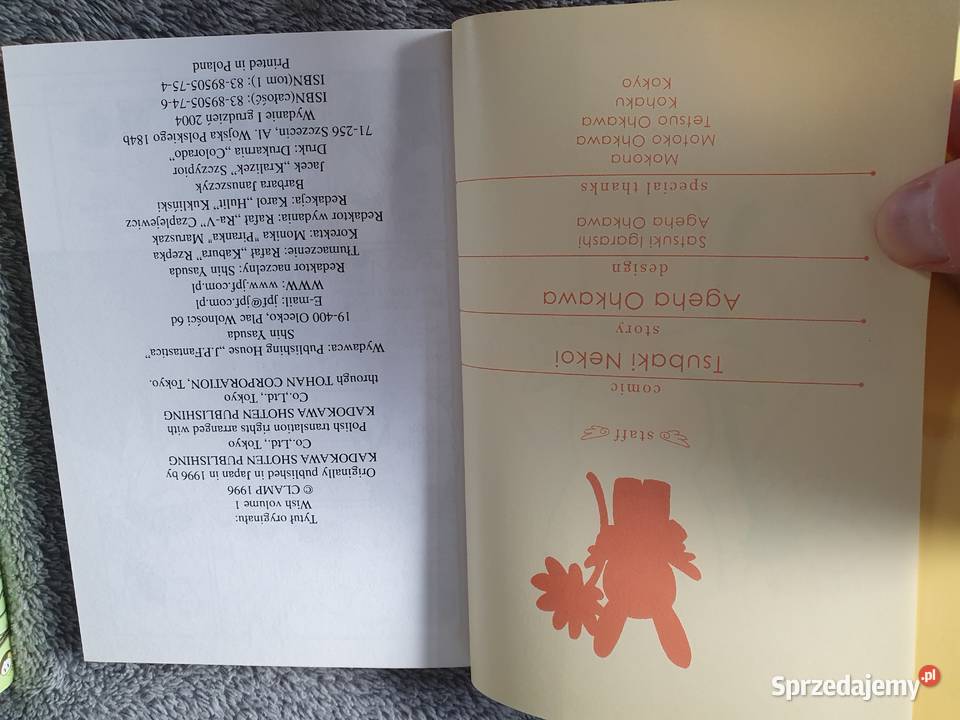 staff
comic
Tsubaki Nekoi
story
Ageha Ohkawa
design
Satsuki Igarashi
Ageha Ohkawa
special thanks
Mokona
Motoko Ohkawa
Tetsuo Ohkawa
Kohaku
Kokyo
Tytuł oryginału:
Wish volume 1
© CLAMP 1996
Originally published in Japan in 1996 by
KADOKAWA SHOTEN PUBLISHING
Co.,Ltd., Tokyo
Polish translation rights arranged with
KADOKAWA SHOTEN PUBLISHING
Co.,Ltd., Tokyo
through TOHAN CORPORATION, Tokyo.
Wydawca: Publishing House „J.P.Fantastica”
Shin Yasuda
19-400 Olecko, Plac Wolności 6d
E-mail: jpf@jpf.com.pl
WWW: www.jpf.com.pl
Redaktor naczelny: Shin Yasuda
Tłumaczenie: Rafał „Kabura” Rzepka
Korekta: Monika "Piranka" Maruszak
Redaktor wydania: Rafał „Ra-V” Czaplejewicz
Redakcja: Karol „Hulit” Kukliński
Barbara Januszczyk
Jacek „Kralizek” Szczypior
Druk: Drukarnia „Colorado”
71-256 Szczecin, Al. Wojska Polskiego 184b
Wydanie I grudzień 2004
ISBN(całość): 83-89505-74-6
ISBN(tom 1): 83-89505-75-4
Printed in Poland
Sprzedajemy.pl